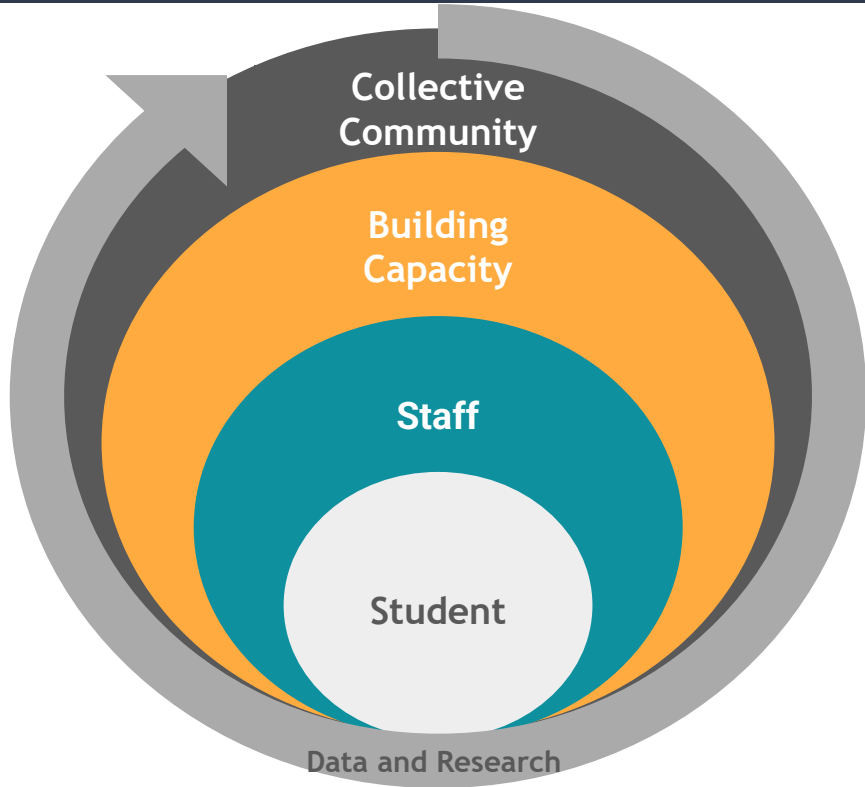 Collective
Community
Building
Capacity
Staff
Student
Data and Research